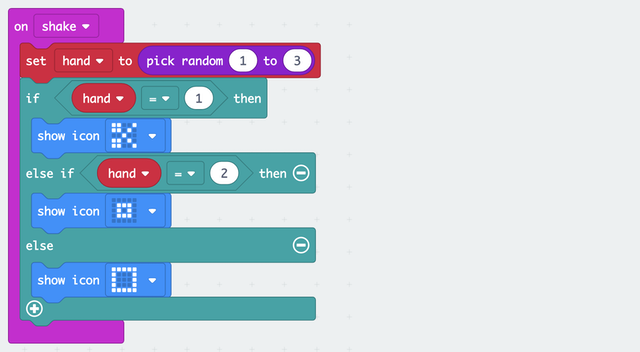 on shake
set hand to pick random 1 to 3
if hand = 1 then
show icon
else if hand = 2 then
show icon
else
show icon